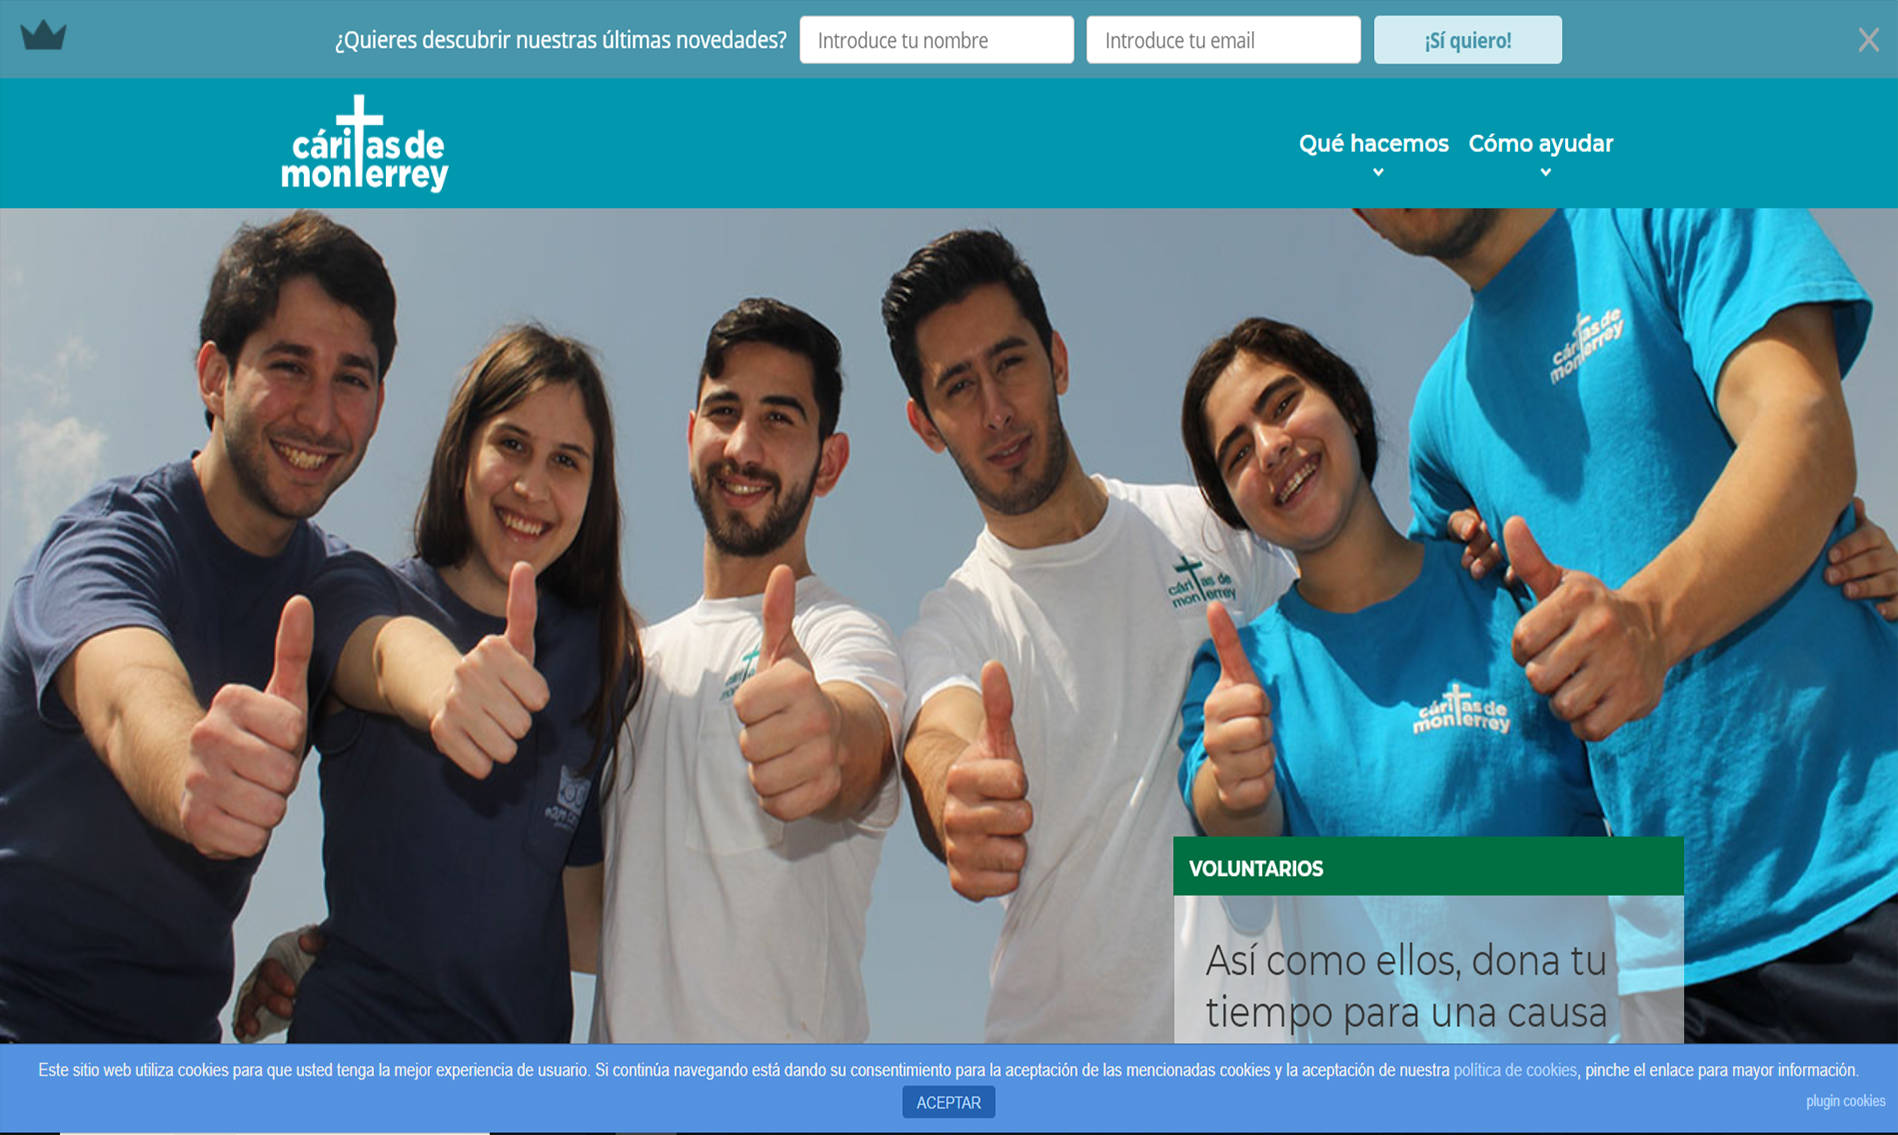 ¿Quieres descubrir nuestras últimas novedades? Introduce tu nombre Introduce tu email ¡Sí quiero!
cáritas de
monterrey
Qué hacemos Cómo ayudar
cáritas de
monterrey
cáritas de
monterrey
cáritas de
monterrey
VOLUNTARIOS
Así como ellos, dona tu
tiempo para una causa
Este sitio web utiliza cookies para que usted tenga la mejor experiencia de usuario. Si continúa navegando está dando su consentimiento para la aceptación de las mencionadas cookies y la aceptación de nuestra política de cookies, pinche el enlace para mayor información.
ACEPTAR
plugin cookies